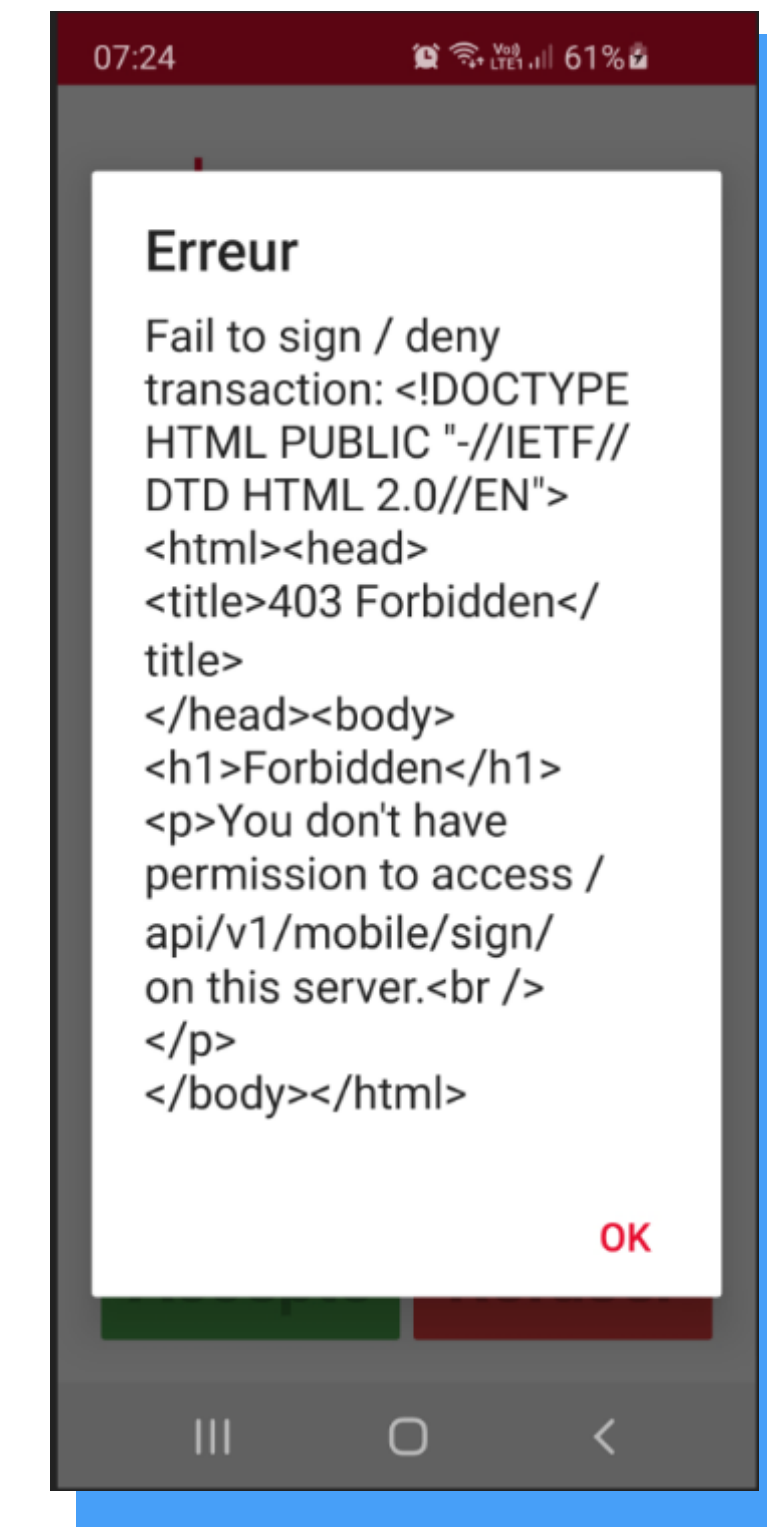 07:24
Vo))
LTE1
61%
Erreur
Fail to sign / deny
transaction: <!DOCTYPE
HTML PUBLIC "-//IETF//
DTD HTML 2.0//EN">
<html><head>
<title>403 Forbidden</
title>
</head><body>
<h1>Forbidden</h1>
<p>You don't have
permission to access /
api/v1/mobile/sign/
on this server.<br />
</p>
</body></html>
OK